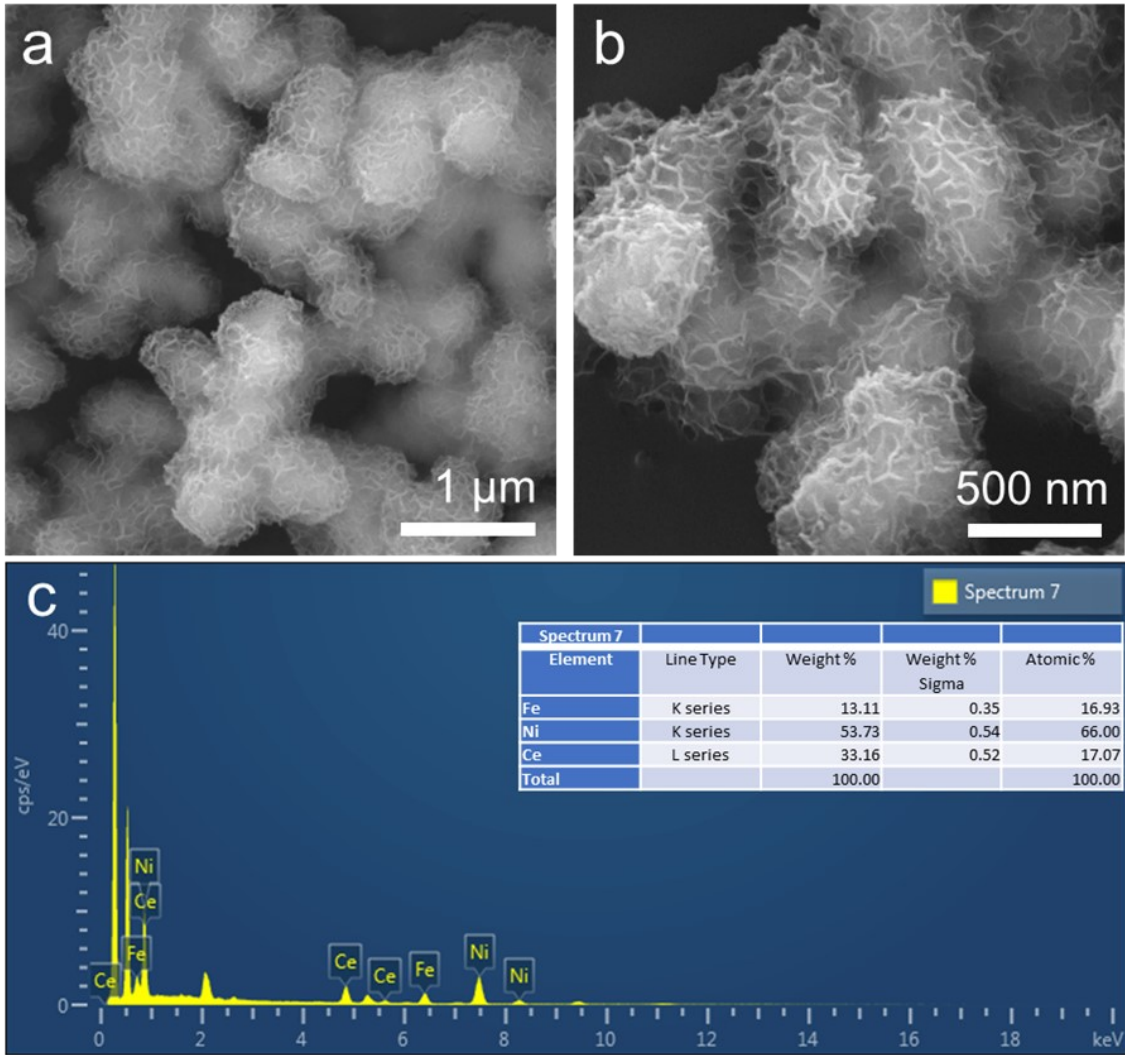 a
b
1 µm
500 nm
c
Spectrum 7
Spectrum 7
Element Line Type Weight % Weight % Sigma Atomic %
Fe K series 13.11 0.35 16.93
Ni K series 53.73 0.54 66.00
Ce L series 33.16 0.52 17.07
Total 100.00 100.00
40
20
0
cps/eV
Ni
Ce
Fe
Ce
Ce
Ce
Fe
Ni
Ni
0 2 4 6 8 10 12 14 16 18 keV